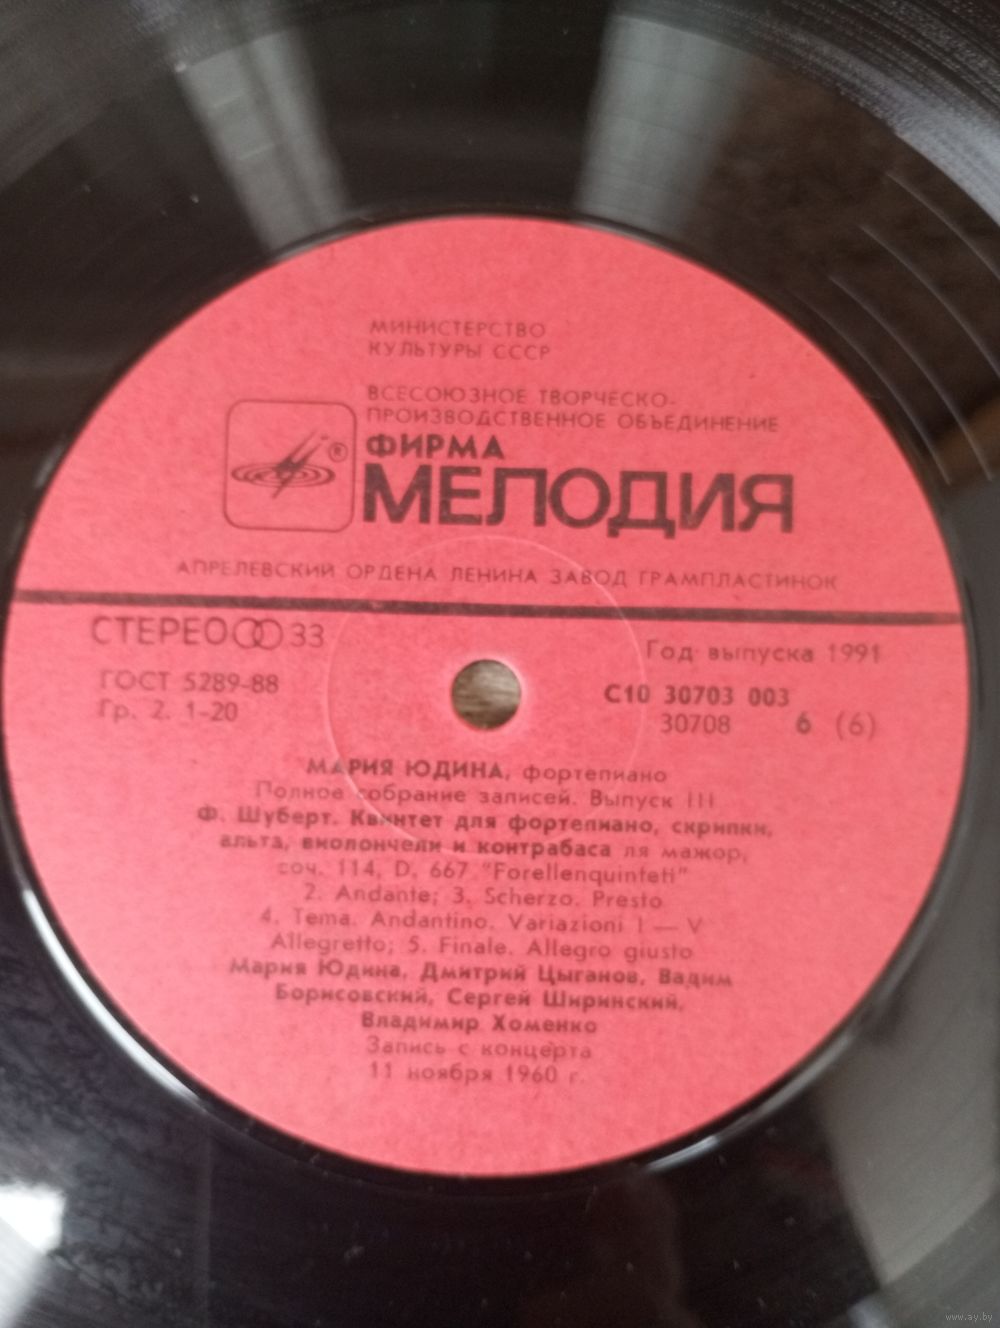 МИНИСТЕРСТВО
КУЛЬТУРЫ СССР
ВСЕСОЮЗНОЕ ТВОРЧЕСКО-
ПРОИЗВОДСТВЕННОЕ ОБЪЕДИНЕНИЕ
ФИРМА
®
МЕЛОДИЯ
АПРЕЛЕВСКИЙ ОРДЕНА ЛЕНИНА ЗАВОД ГРАМПЛАСТИНОК
СТЕРЕО 33
Год выпуска 1991
ГОСТ 5289-88
С10 30703 003
Гр. 2. 1-20
30708 6 (6)
МАРИЯ ЮДИНА, фортепиано
Полное собрание записей. Выпуск III
Ф. Шуберт. Квинтет для фортепиано, скрипки,
альта, виолончели и контрабаса ля мажор,
соч. 114, D. 667 "Forellenquintett"
2. Andante; 3. Scherzo. Presto
4. Tema. Andantino. Variazioni I — V
Allegretto; 5. Finale. Allegro giusto
Мария Юдина, Дмитрий Цыганов, Вадим
Борисовский, Сергей Ширинский,
Владимир Хоменко
Запись с концерта
11 ноября 1960 г.
www.ay.by